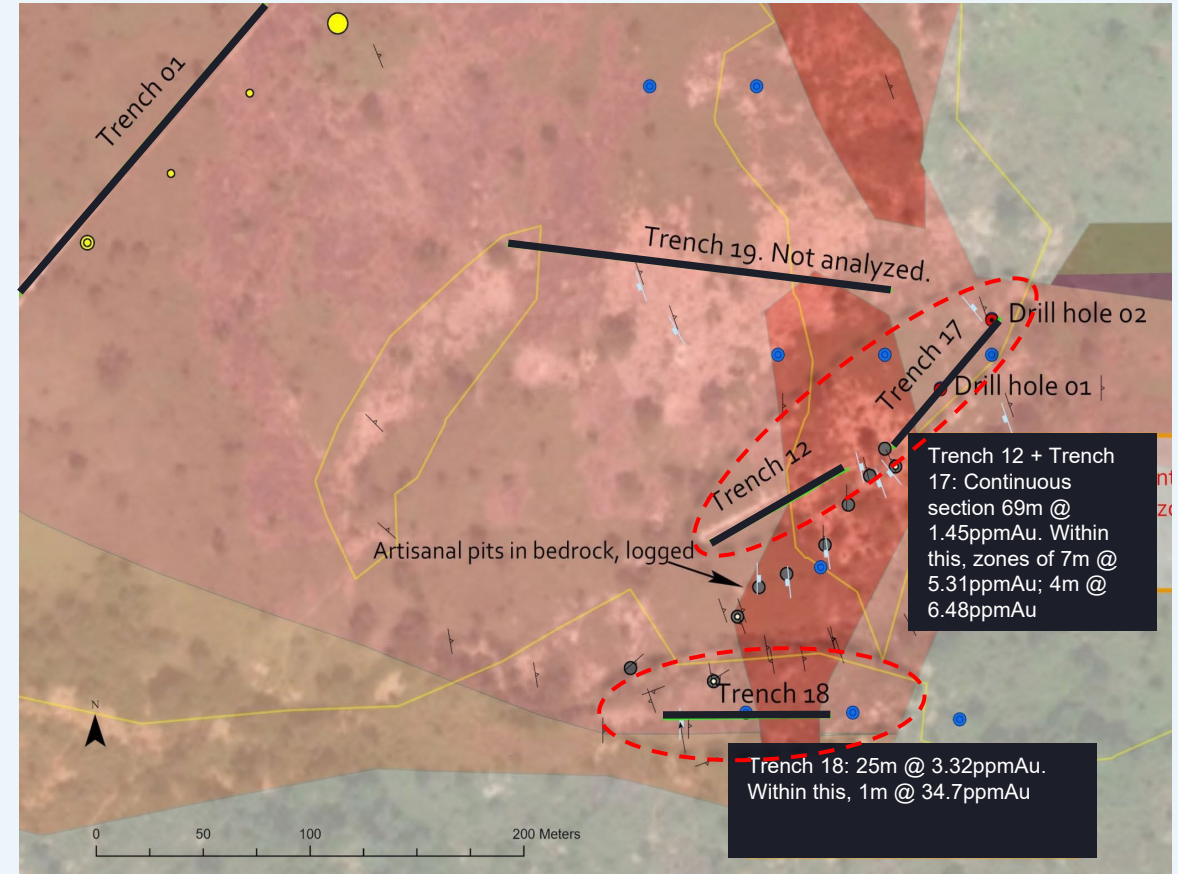 Trench 01
Trench 19. Not analyzed.
Drill hole 02
Trench 17
Drill hole 01
Trench 12
Trench 12 + Trench
17: Continuous
section 69m @
1.45ppmAu. Within
this, zones of 7m @
5.31ppmAu; 4m @
6.48ppmAu
Artisanal pits in bedrock, logged
Trench 18
Trench 18: 25m @ 3.32ppmAu.
Within this, 1m @ 34.7ppmAu
N
0 50 100 200 Meters